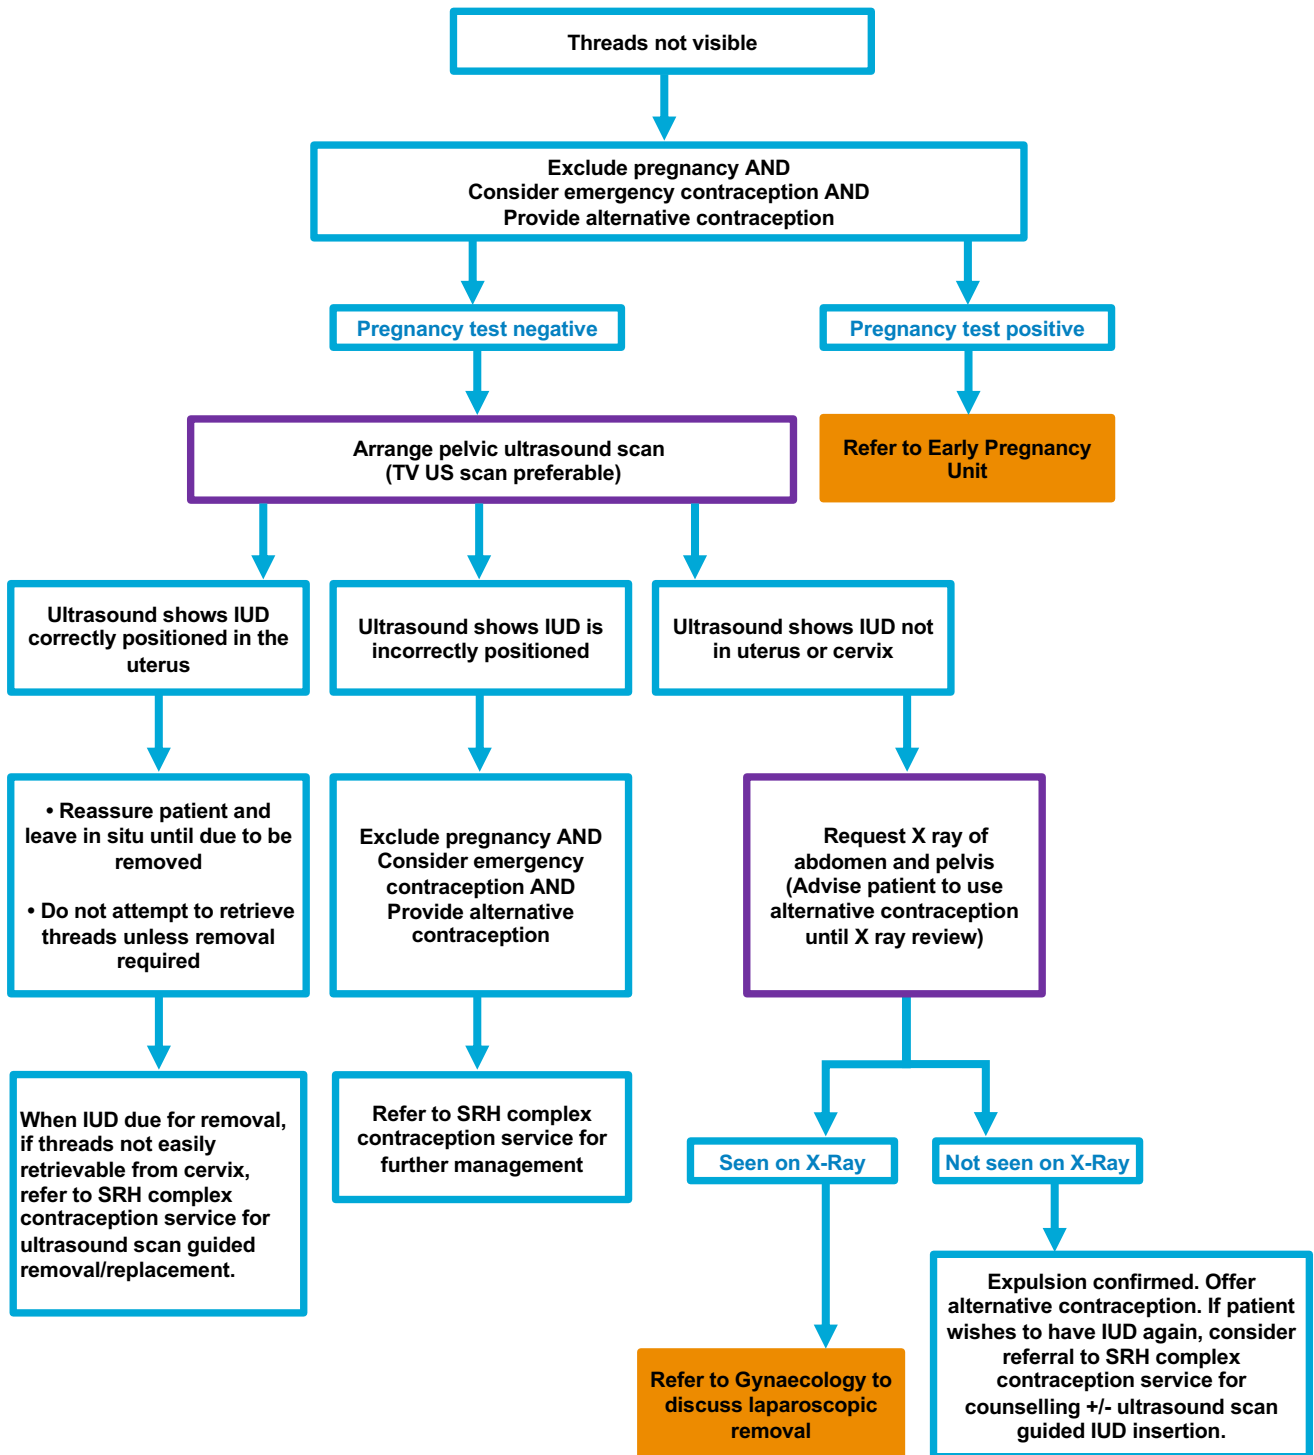 Threads not visible
Exclude pregnancy AND
Consider emergency contraception AND
Provide alternative contraception
Pregnancy test negative
Pregnancy test positive
Arrange pelvic ultrasound scan
(TV US scan preferable)
Refer to Early Pregnancy
Unit
Ultrasound shows IUD
correctly positioned in the
uterus
Ultrasound shows IUD is
incorrectly positioned
Ultrasound shows IUD not
in uterus or cervix
• Reassure patient and
leave in situ until due to be
removed
• Do not attempt to retrieve
threads unless removal
required
Exclude pregnancy AND
Consider emergency
contraception AND
Provide alternative
contraception
Request X ray of
abdomen and pelvis
(Advise patient to use
alternative contraception
until X ray review)
When IUD due for removal,
if threads not easily
retrievable from cervix,
refer to SRH complex
contraception service for
ultrasound scan guided
removal/replacement.
Refer to SRH complex
contraception service for
further management
Seen on X-Ray
Not seen on X-Ray
Refer to Gynaecology to
discuss laparoscopic
removal
Expulsion confirmed. Offer
alternative contraception. If patient
wishes to have IUD again, consider
referral to SRH complex
contraception service for
counselling +/- ultrasound scan
guided IUD insertion.